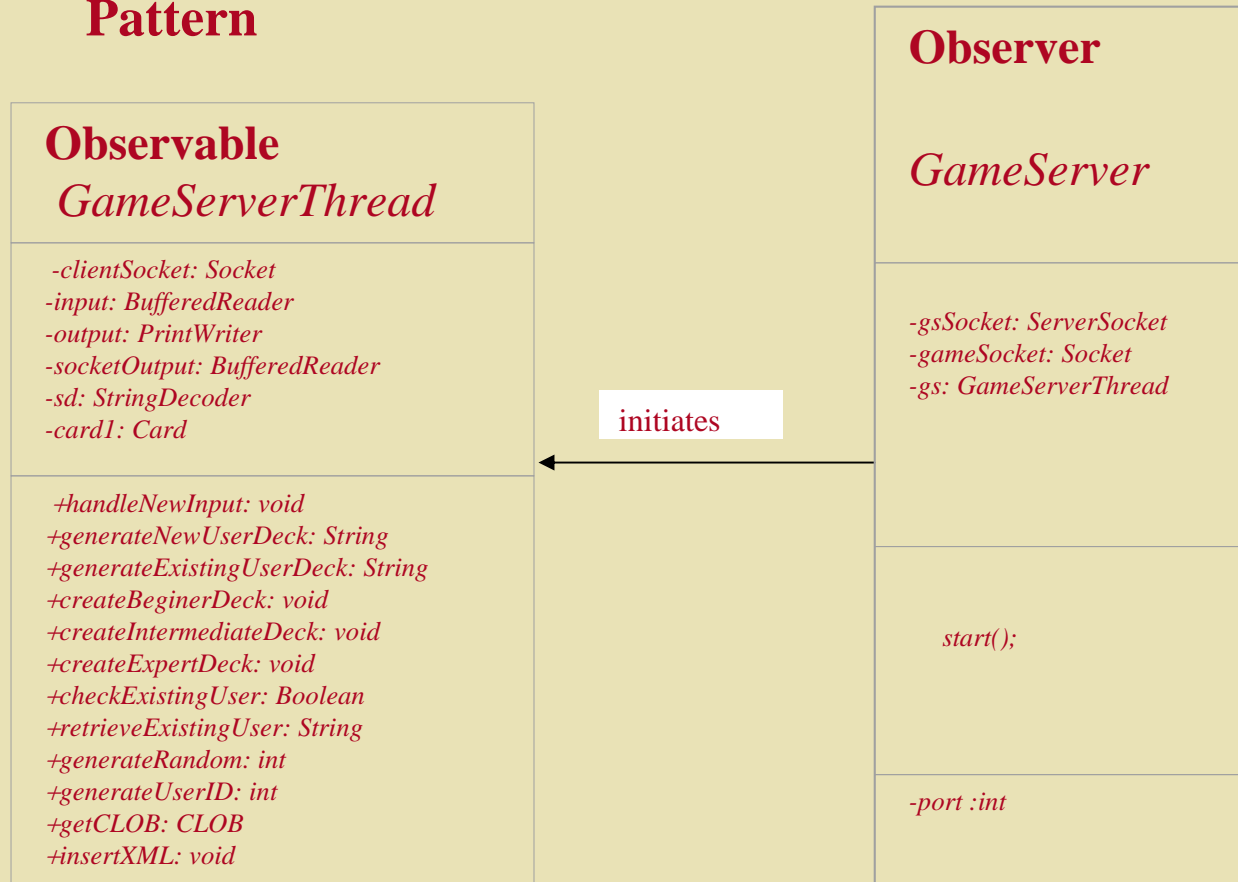 Pattern
Observable
GameServerThread
-clientSocket: Socket
-input: BufferedReader
-output: PrintWriter
-socketOutput: BufferedReader
-sd: StringDecoder
-card1: Card
+handleNewInput: void
+generateNewUserDeck: String
+generateExistingUserDeck: String
+createBeginerDeck: void
+createIntermediateDeck: void
+createExpertDeck: void
+checkExistingUser: Boolean
+retrieveExistingUser: String
+generateRandom: int
+generateUserID: int
+getCLOB: CLOB
+insertXML: void
initiates
Observer
GameServer
-gsSocket: ServerSocket
-gameSocket: Socket
-gs: GameServerThread
start();
-port :int